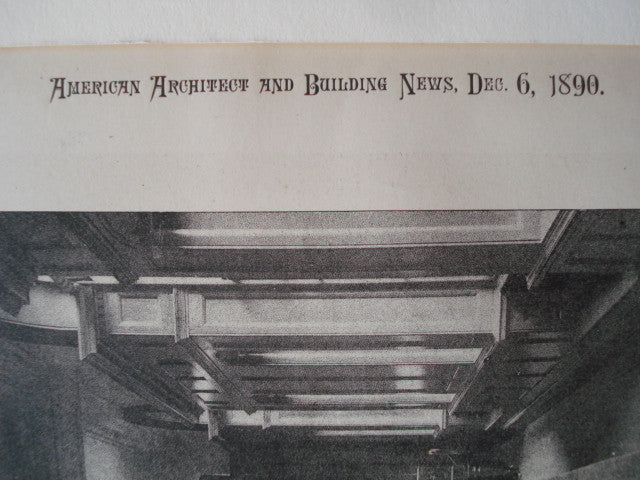 American Architect and Building News, Dec. 6, 1890.